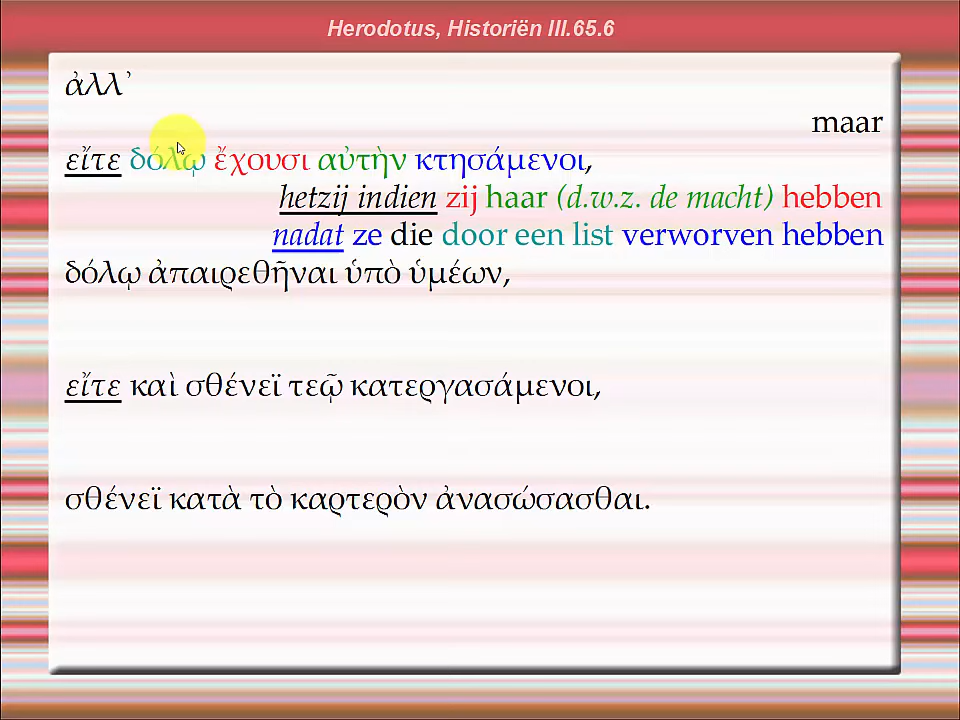 Herodotus, Historiën III.65.6
ἀλλ᾽
maar
εἴτε δόλῳ ἔχουσι αὐτὴν κτησάμενοι,
hetzij indien zij haar (d.w.z. de macht) hebben
nadat ze die door een list verworven hebben
δόλῳ ἀπαιρεθῆναι ὑπὸ ὑμέων,
εἴτε καὶ σθένεϊ τεῷ κατεργασάμενοι,
σθένεϊ κατὰ τὸ καρτερὸν ἀνασώσασθαι.